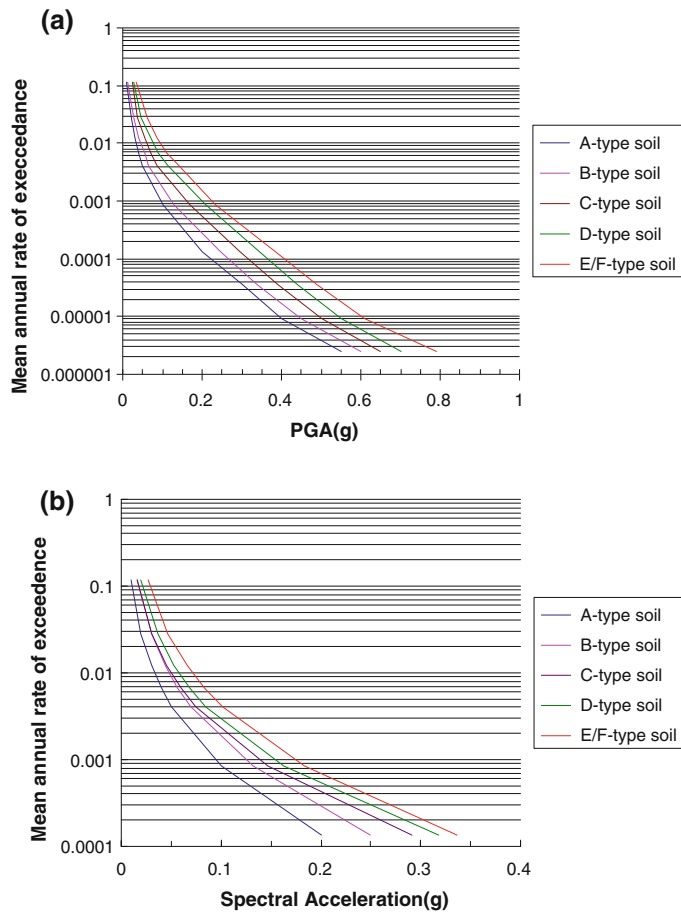 (a)
Mean annual rate of execcedance
1
0.1
0.01
0.001
0.0001
0.00001
0.000001
0
0.2
0.4
0.6
0.8
1
PGA(g)
A-type soil
B-type soil
C-type soil
D-type soil
E/F-type soil
(b)
Mean annual rate of exceedence
1
0.1
0.01
0.001
0.0001
0
0.1
0.2
0.3
0.4
Spectral Acceleration(g)
A-type soil
B-type soil
C-type soil
D-type soil
E/F-type soil